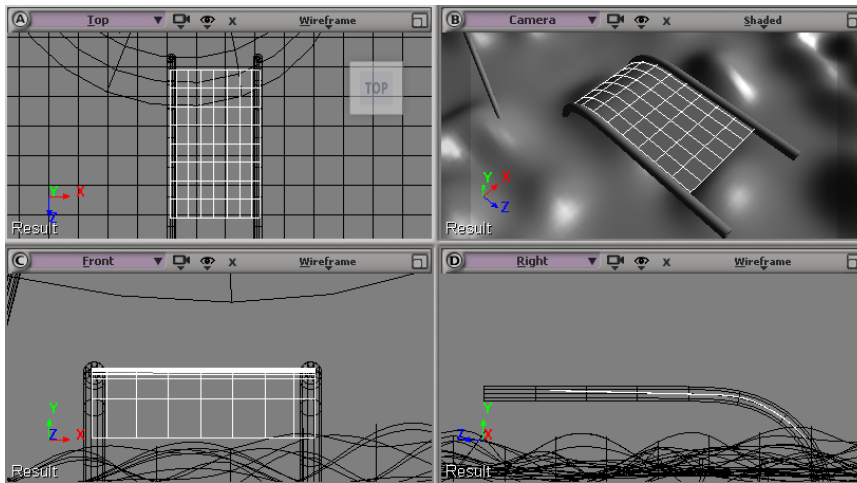 A Top x Wireframe
TOP
Y X
Z
Result
B Camera x Shaded
Y X
Z
Result
C Front x Wireframe
Y
Z X
Result
D Right x Wireframe
Y
Z X
Result